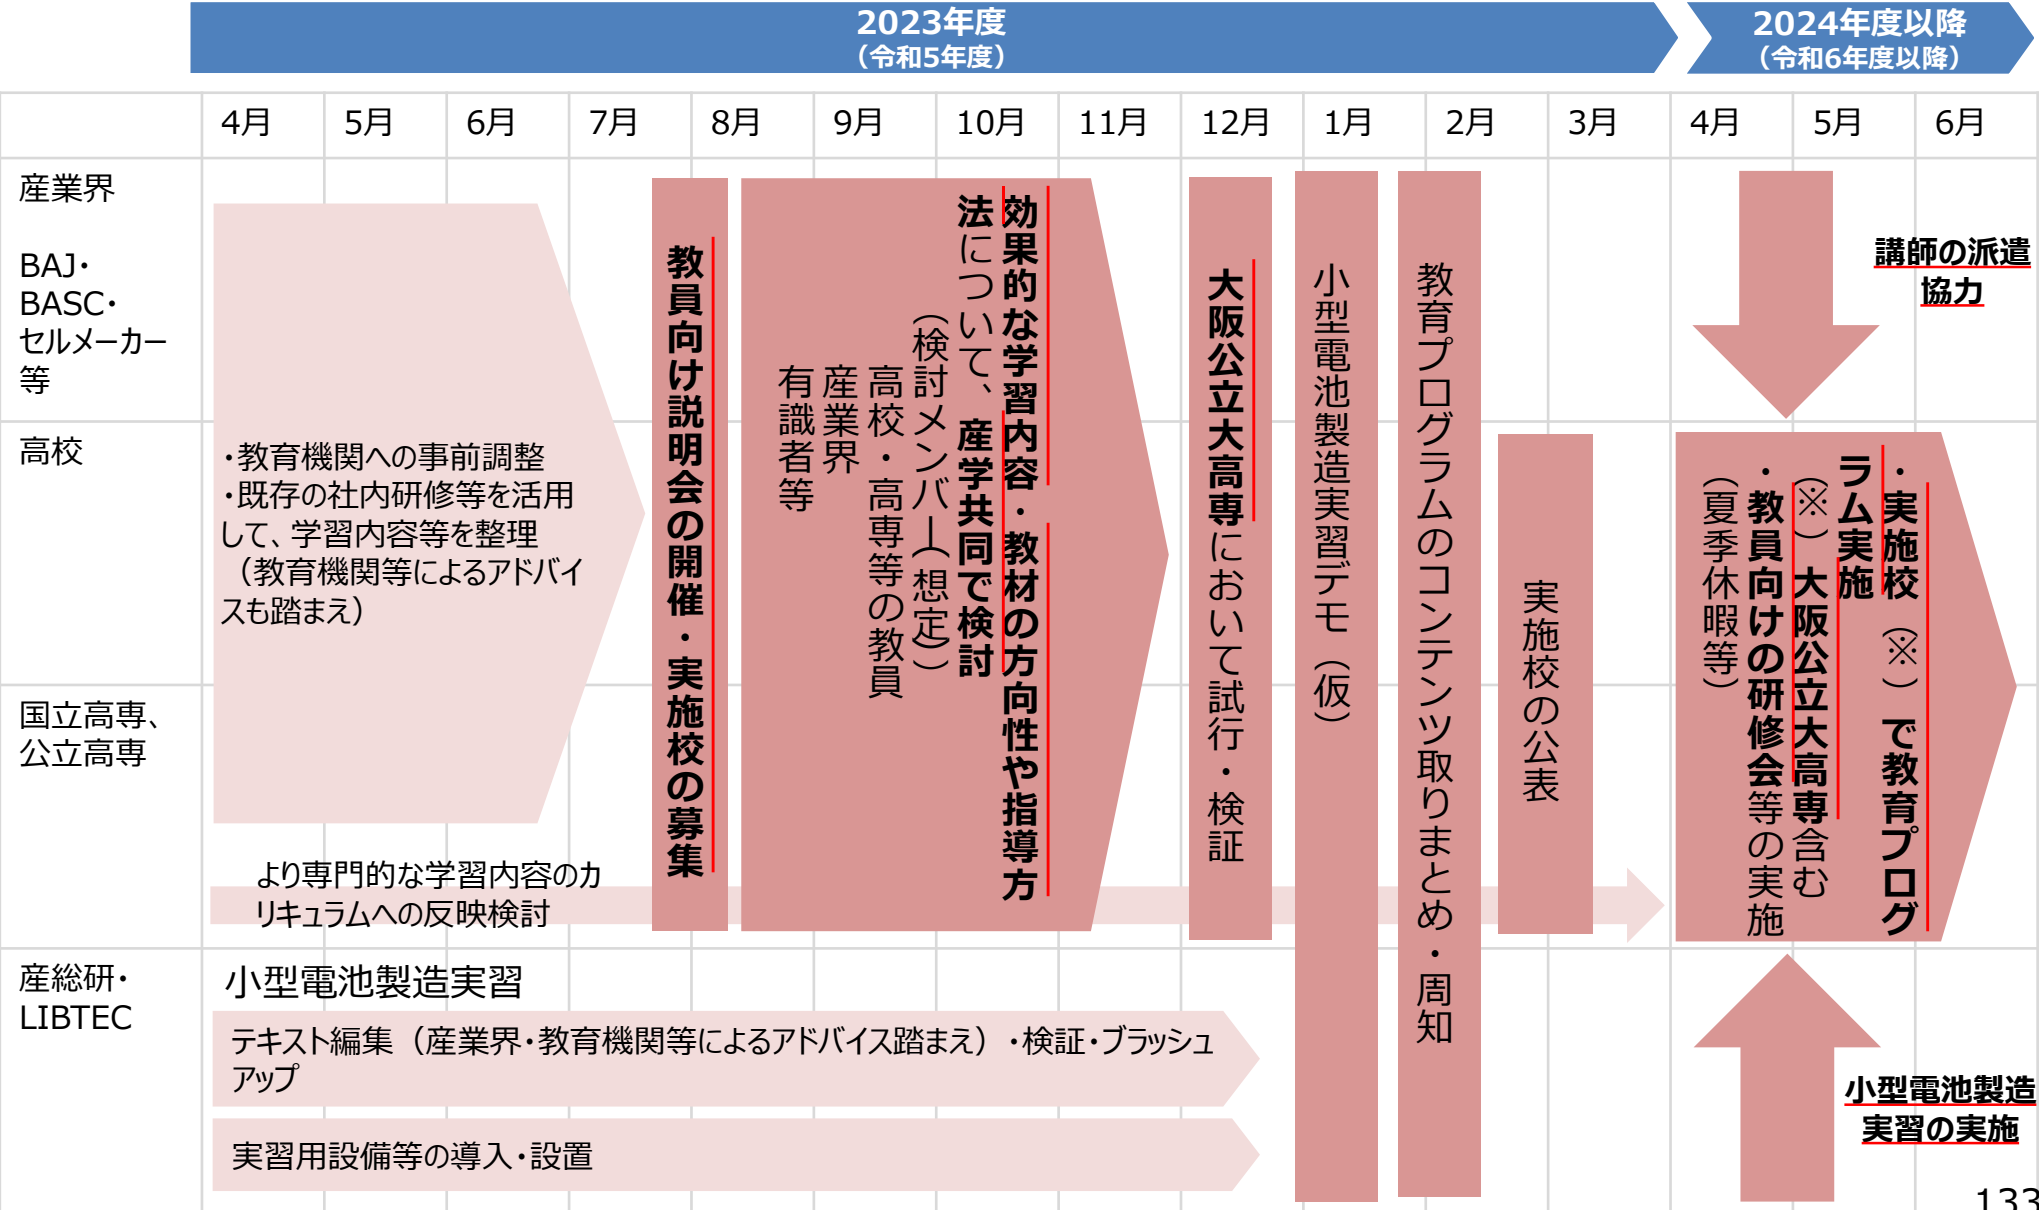 2023年度
（令和5年度）
2024年度以降
（令和6年度以降）
4月
5月
6月
7月
8月
9月
10月
11月
12月
1月
2月
3月
4月
5月
6月
産業界
BAJ・
BASC・
セルメーカー
等
高校
国立高専、
公立高専
産総研・
LIBTEC
・教育機関への事前調整
・既存の社内研修等を活用
して、学習内容等を整理
（教育機関等によるアドバイ
スも踏まえ）
より専門的な学習内容のカ
リキュラムへの反映検討
教員向け説明会の開催・実施校の募集
効果的な学習内容・教材の方向性や指導方
法について、産学共同で検討
（検討メンバー（想定））
高校・高専等の教員
産業界
有識者等
大阪公立大高専において試行・検証
小型電池製造実習デモ（仮）
教育プログラムのコンテンツ取りまとめ・周知
実施校の公表
講師の派遣
協力
・実施校（※）で教育プログ
ラム実施
（※）大阪公立大高専含む
・教員向けの研修会等の実施
（夏季休暇等）
小型電池製造実習
テキスト編集（産業界・教育機関等によるアドバイス踏まえ）・検証・ブラッシュ
アップ
実習用設備等の導入・設置
小型電池製造
実習の実施
133